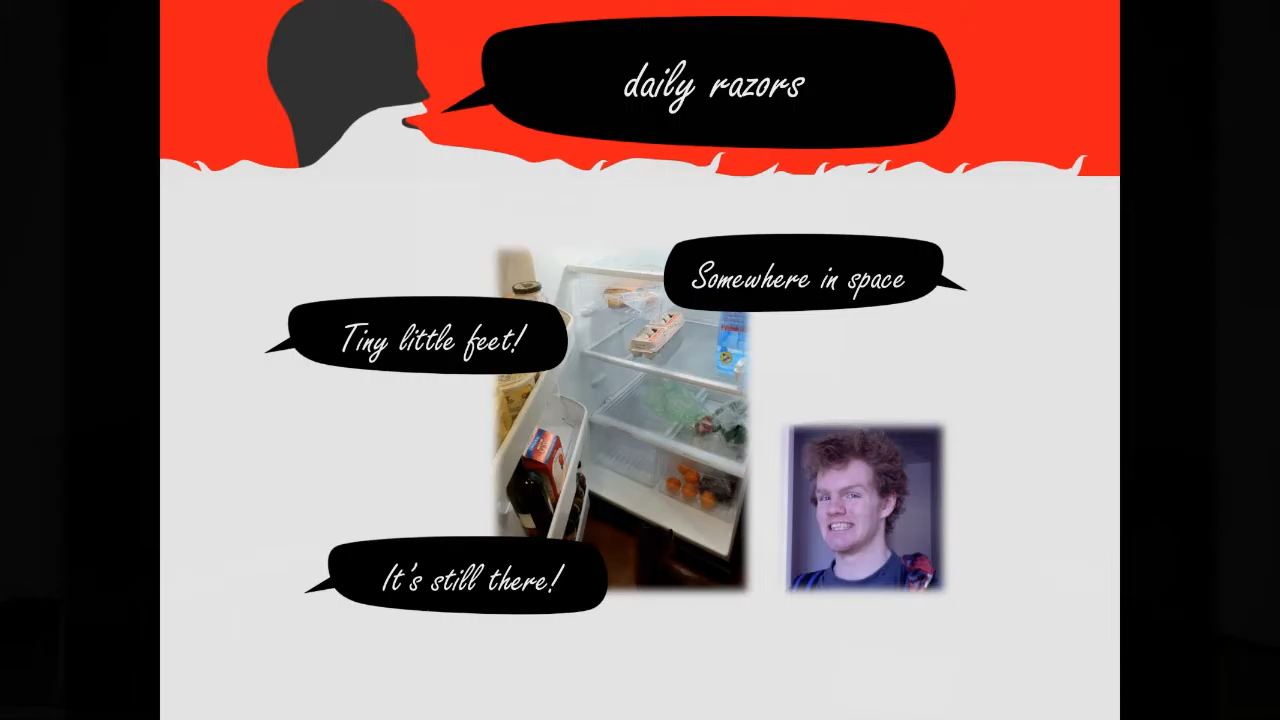 daily razors
Somewhere in space
Tiny little feet!
It's still there!